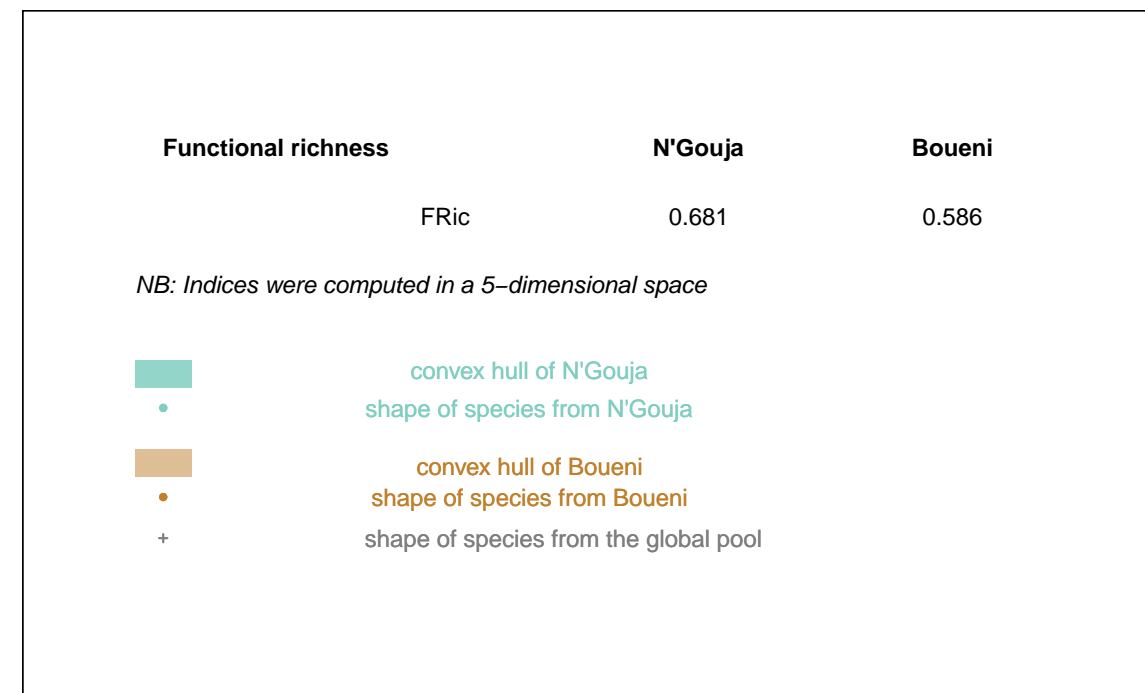 Functional richness N'Gouja Boueni
FRic 0.681 0.586
NB: Indices were computed in a 5−dimensional space
convex hull of N'Gouja
shape of species from N'Gouja
convex hull of Boueni
shape of species from Boueni
shape of species from the global pool